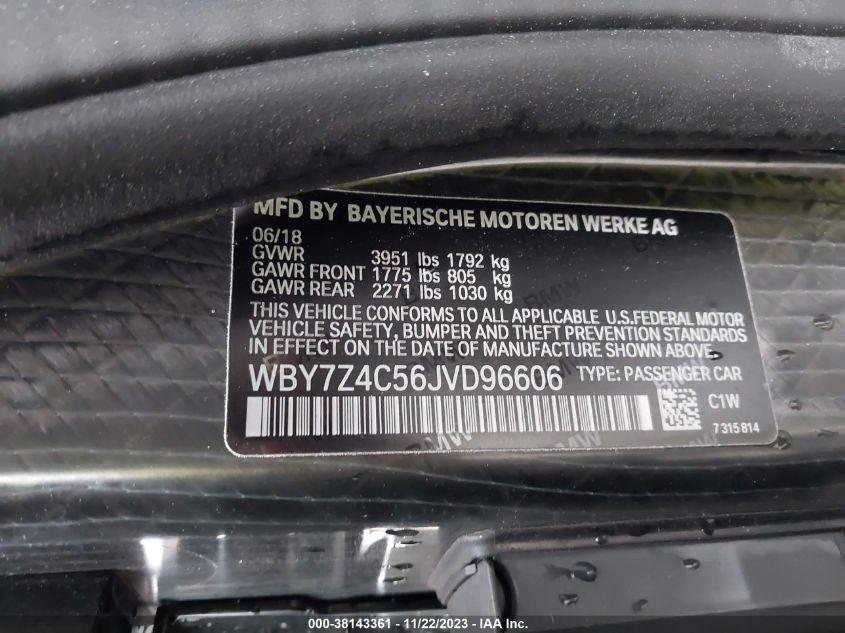 MFD BY BAYERISCHE MOTOREN WERKE AG
06/18
GVWR 3951 lbs 1792 kg
GAWR FRONT 1775 lbs 805 kg
GAWR REAR 2271 lbs 1030 kg
THIS VEHICLE CONFORMS TO ALL APPLICABLE U.S.FEDERAL MOTOR
VEHICLE SAFETY, BUMPER AND THEFT PREVENTION STANDARDS
IN EFFECT ON THE DATE OF MANUFACTURE SHOWN ABOVE.
WBY7Z4C56JVD96606 TYPE: PASSENGER CAR
C1W
7 315 814
BMW
000-38143361 - 11/22/2023 - IAA Inc.